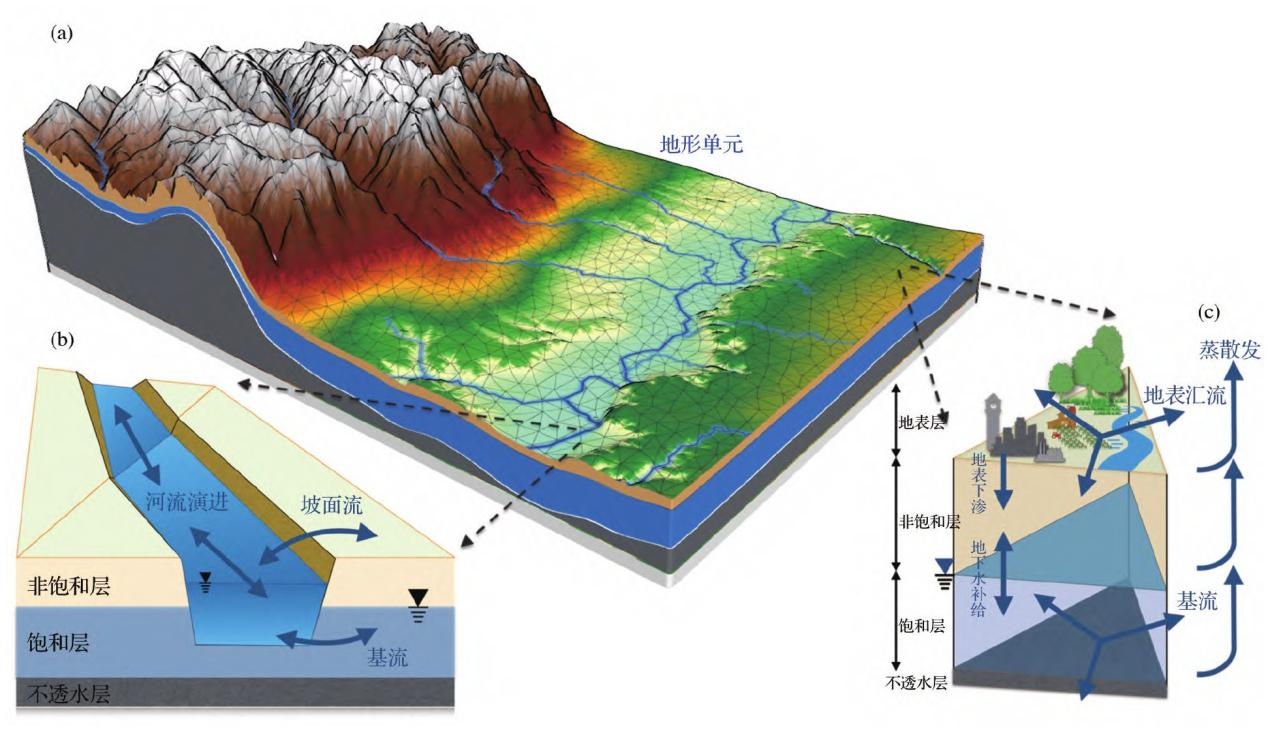 (a)
地形单元
(b)
河流演进
坡面流
非饱和层
饱和层
基流
不透水层
(c)
蒸散发
地表汇流
地表层
地表下渗
非饱和层
地下水补给
基流
饱和层
不透水层